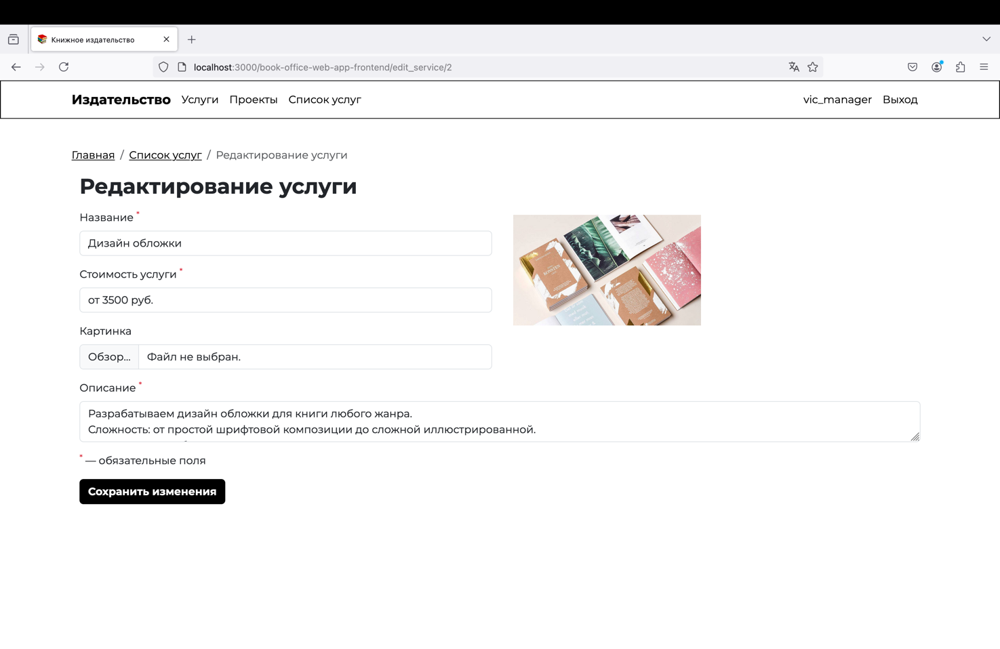 Книжное издательство
localhost:3000/book-office-web-app-frontend/edit_service/2
Издательство Услуги Проекты Список услуг vic_manager Выход
Главная / Список услуг / Редактирование услуги
Редактирование услуги
Название *
Дизайн обложки
Стоимость услуги *
от 3500 руб.
Картинка
Обзор... Файл не выбран.
Описание *
Разрабатываем дизайн обложки для книги любого жанра.
Сложность: от простой шрифтовой композиции до сложной иллюстрированной.
* — обязательные поля
Сохранить изменения